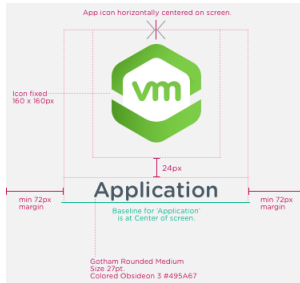 App icon horizontally centered on screen.
vm
Icon fixed
160 x 160px
24px
Application
min 72px
margin
min 72px
margin
Baseline for 'Application'
is at Center of screen.
Gotham Rounded Medium
Size 27pt.
Colored Obsideon 3 #495A67